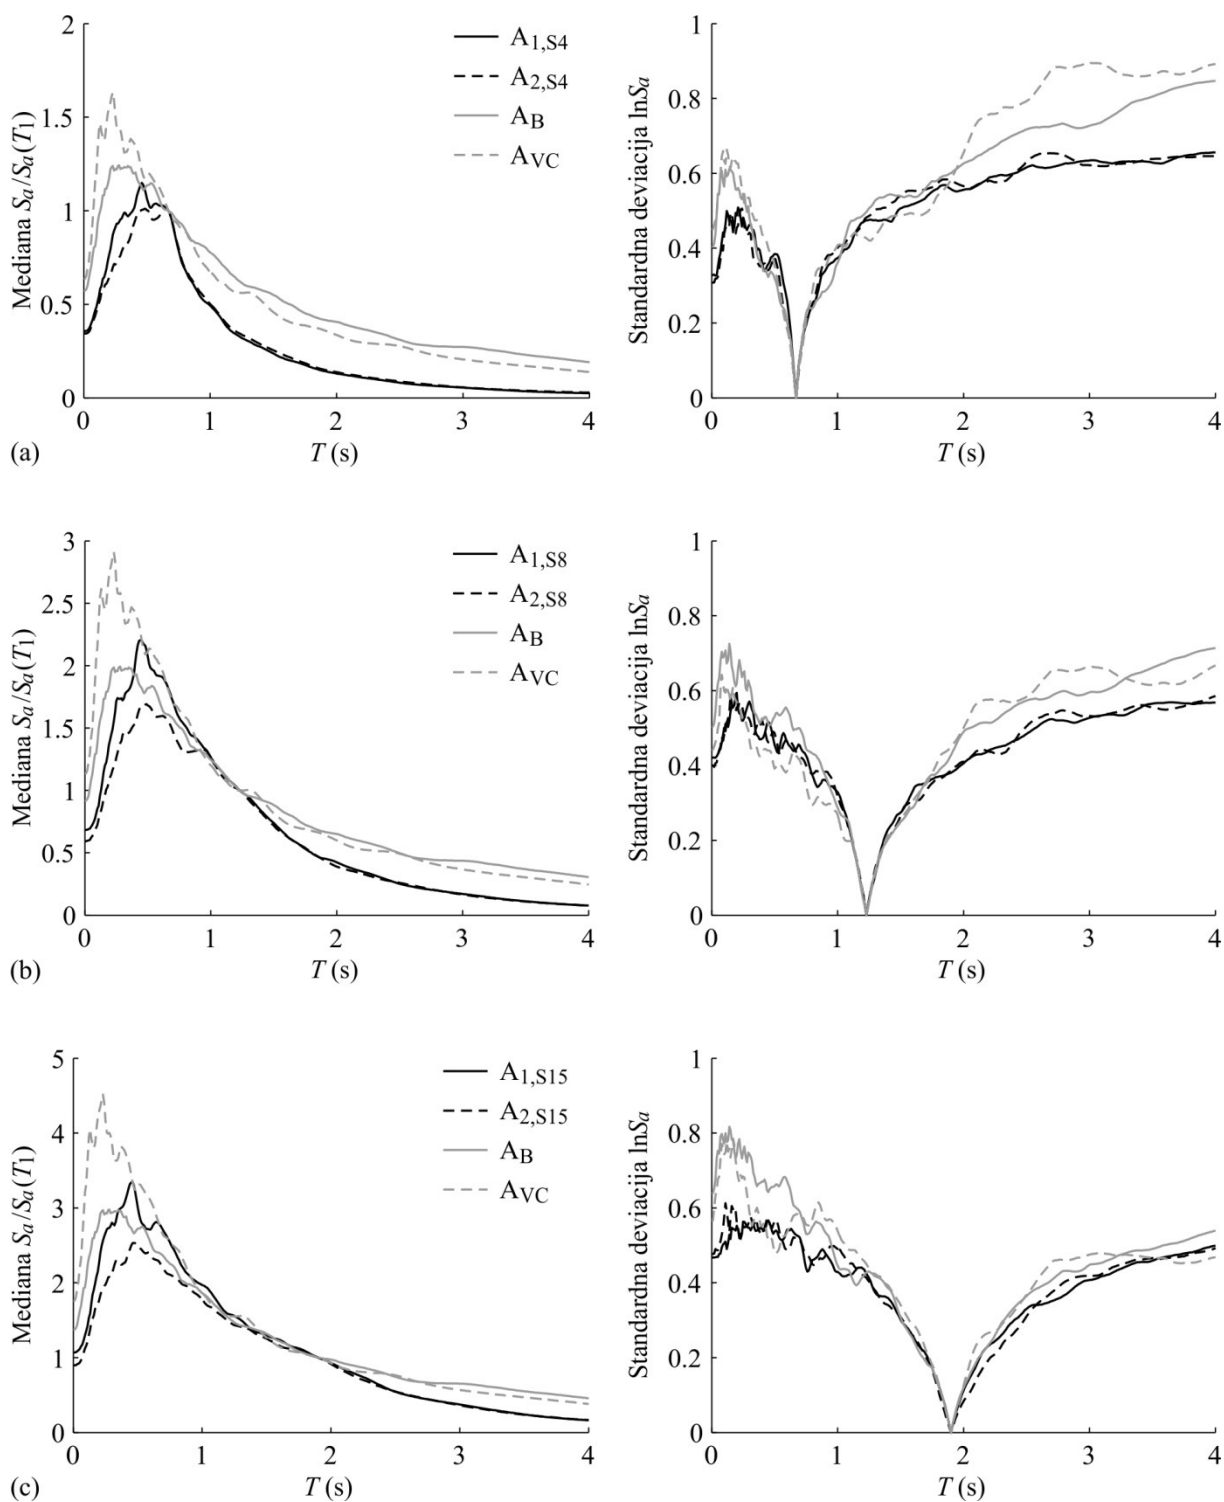 2
1.5
1
0.5
0
0
1
2
3
4
Mediana Sa/Sa(T1)
T (s)
A1,S4
A2,S4
AB
AVC
1
0.8
0.6
0.4
0.2
0
0
1
2
3
4
Standardna deviacija lnSa
T (s)
(a)
3
2.5
2
1.5
1
0.5
0
0
1
2
3
4
Mediana Sa/Sa(T1)
T (s)
A1,S8
A2,S8
AB
AVC
1
0.8
0.6
0.4
0.2
0
0
1
2
3
4
Standardna deviacija lnSa
T (s)
(b)
5
4
3
2
1
0
0
1
2
3
4
Mediana Sa/Sa(T1)
T (s)
A1,S15
A2,S15
AB
AVC
1
0.8
0.6
0.4
0.2
0
0
1
2
3
4
Standardna deviacija lnSa
T (s)
(c)